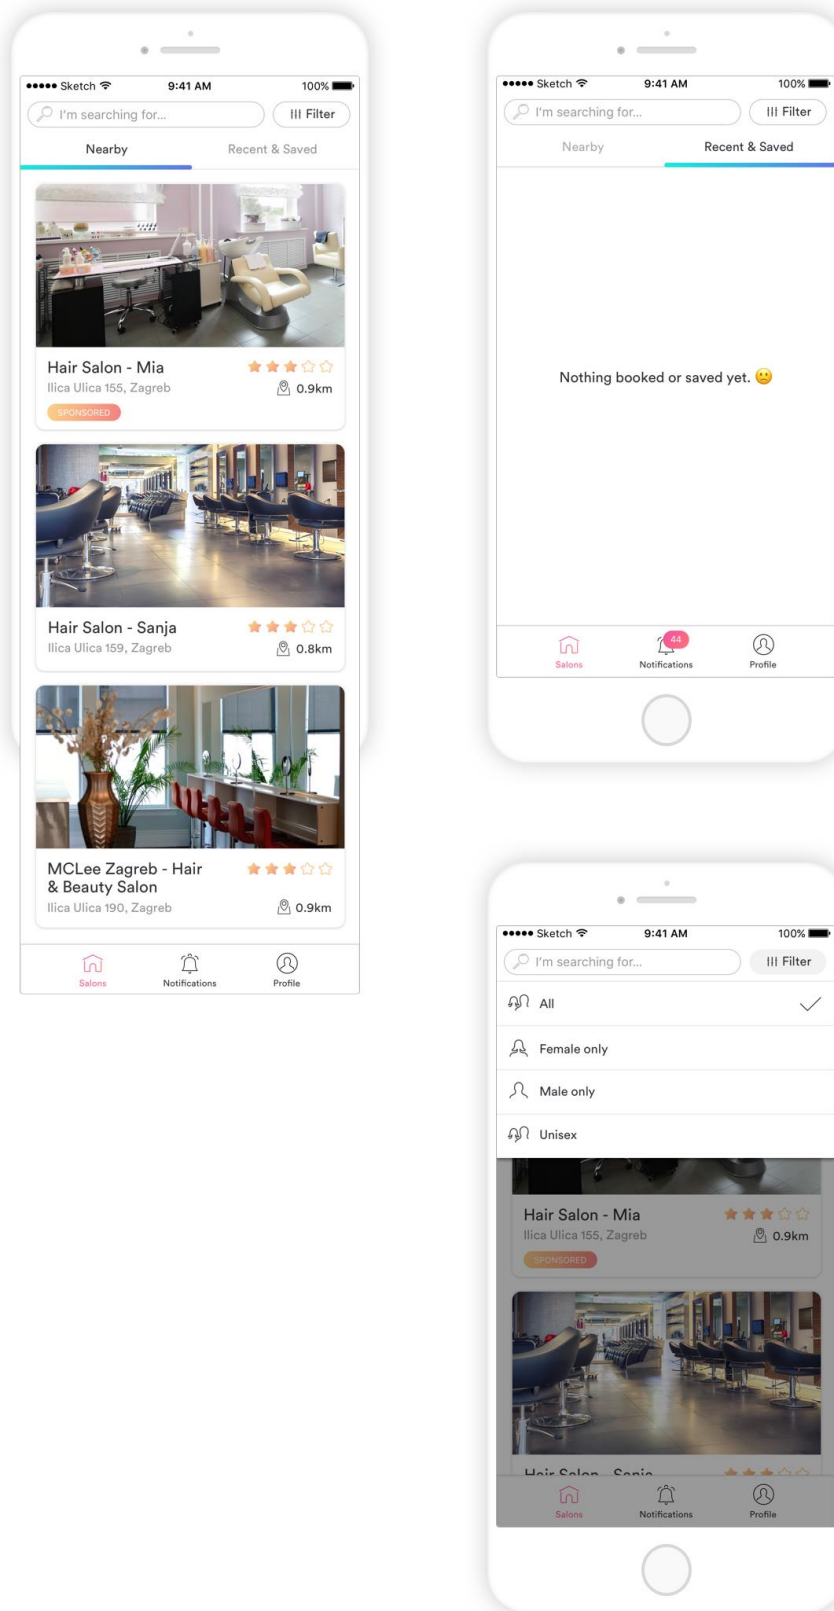 Sketch 9:41 AM 100%
I'm searching for... Filter
Nearby Recent & Saved
Hair Salon - Mia
Ilica Ulica 155, Zagreb 0.9km
SPONSORED
Hair Salon - Sanja
Ilica Ulica 159, Zagreb 0.8km
MCLee Zagreb - Hair
& Beauty Salon
Ilica Ulica 190, Zagreb 0.9km
Salons Notifications Profile
Sketch 9:41 AM 100%
I'm searching for... Filter
Nearby Recent & Saved
Nothing booked or saved yet. 🙁
44
Salons Notifications Profile
Sketch 9:41 AM 100%
I'm searching for... Filter
All
Female only
Male only
Unisex
Hair Salon - Mia
Ilica Ulica 155, Zagreb 0.9km
SPONSORED
Hair Salon - Sanja
Salons Notifications Profile